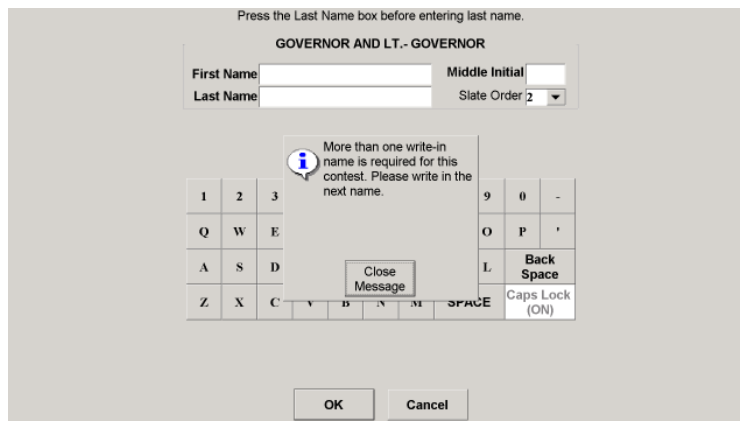 Press the Last Name box before entering last name.
GOVERNOR AND LT.- GOVERNOR
First Name Middle Initial
Last Name Slate Order 2
More than one write-in
name is required for this
contest. Please write in the
next name.
Close
Message
1 2 3 9 0 -
Q W E O P '
A S D L Back
Space
Z X C V B N M SPACE Caps Lock
(ON)
OK Cancel